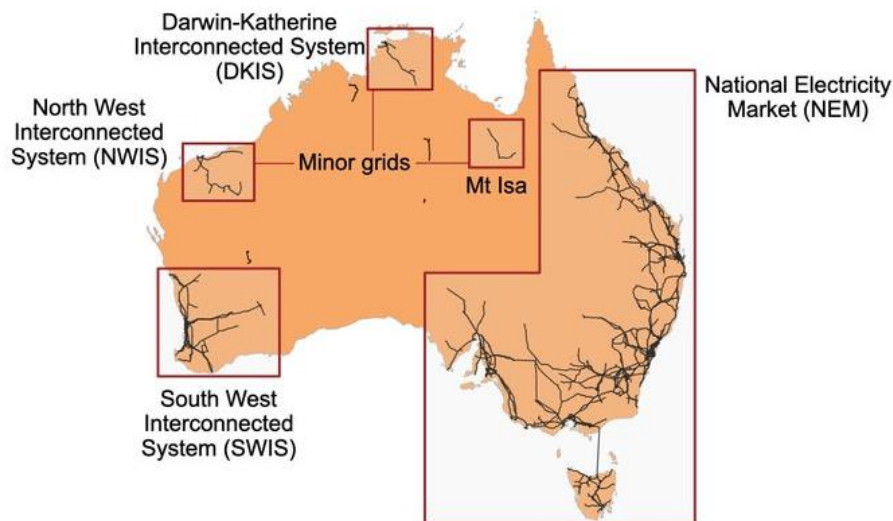 Darwin-Katherine
Interconnected System
(DKIS)
National Electricity
Market (NEM)
North West
Interconnected
System (NWIS)
Minor grids
Mt Isa
South West
Interconnected
System (SWIS)